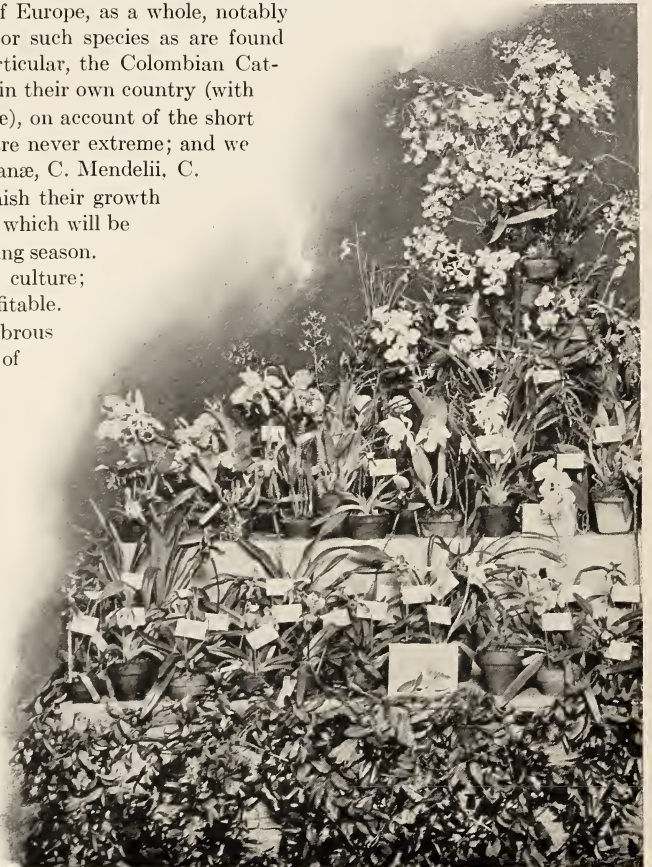 of Europe, as a whole, notably
or such species as are found
rticular, the Colombian Cat-
in their own country (with
e), on account of the short
re never extreme; and we
anæ, C. Mendelii, C.
nish their growth
which will be
ng season.
culture;
fitable.
brous
of